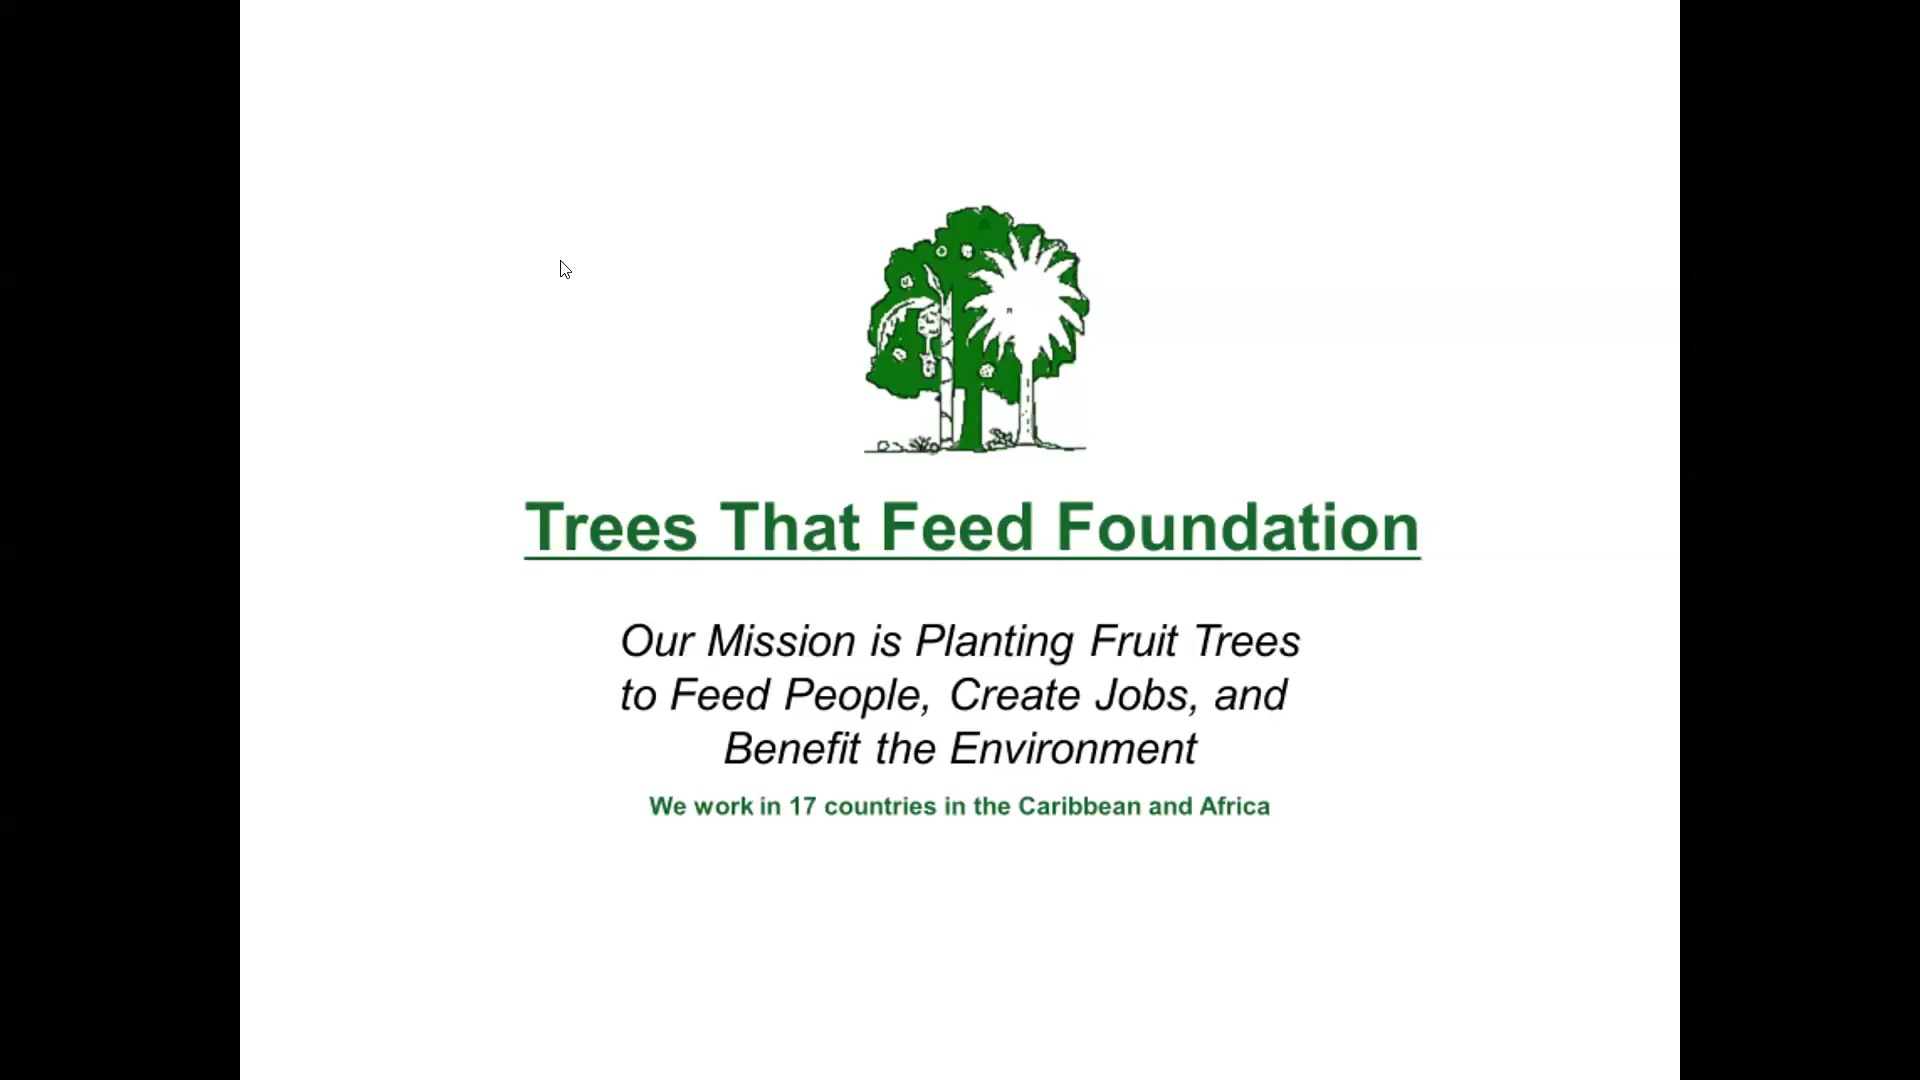 Trees That Feed Foundation
Our Mission is Planting Fruit Trees
to Feed People, Create Jobs, and
Benefit the Environment
We work in 17 countries in the Caribbean and Africa